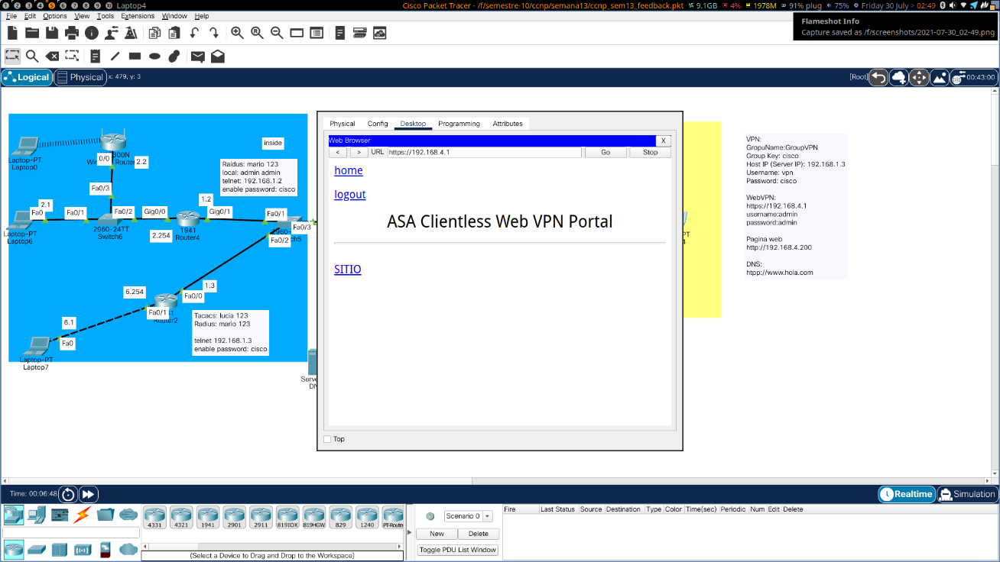 1 2 3 4 5 6 7 8 9 10 Laptop4
Cisco Packet Tracer - /f/semestre-10/ccnp/semana13/ccnp_sem13_feedback.pkt 9.1GB 4% 1978M 91% plug 75% Friday 30 July > 02:49
File Edit Options View Tools Extensions Window Help
Flameshot Info
Capture saved as /f/screenshots/2021-07-30_02-49.png
Logical Physical x: 479, y: 3
[Root] 00:43:00
Laptop-PT
Laptop0
300N
Router
0/0
2.2
inside
Raidus: mario 123
local: admin admin
telnet: 192.168.1.2
enable password: cisco
Fa0/3
2.1
Fa0
Fa0/1
Fa0/2
Gig0/0
1.2
Gig0/1
Fa0/1
Fa0/3
Fa0/2
Laptop-PT
Laptop6
2960-24TT
Switch6
2.254
1941
Router4
6.254
1.3
Fa0/0
Fa0/1
Router2
6.1
Fa0
Laptop-PT
Laptop7
Tacacs: lucia 123
Radius: mario 123
telnet 192.168.1.3
enable password: cisco
Physical Config Desktop Programming Attributes
Web Browser X
< > URL https://192.168.4.1 Go Stop
home
logout
ASA Clientless Web VPN Portal
SITIO
Top
VPN:
GropuName:GroupVPN
Group Key: cisco
Host IP (Server IP): 192.168.1.3
Username: vpn
Password: cisco
WebVPN:
https://192.168.4.1
username:admin
password:admin
Pagina web
http://192.168.4.200
DNS:
htpp://www.hola.com
Time: 00:06:48
Realtime Simulation
4331 4321 1941 2901 2911 819IOX 819HGW 829 1240 PT-Router
(Select a Device to Drag and Drop to the Workspace)
Scenario 0
New Delete
Toggle PDU List Window
Fire Last Status Source Destination Type Color Time(sec) Periodic Num Edit Delete